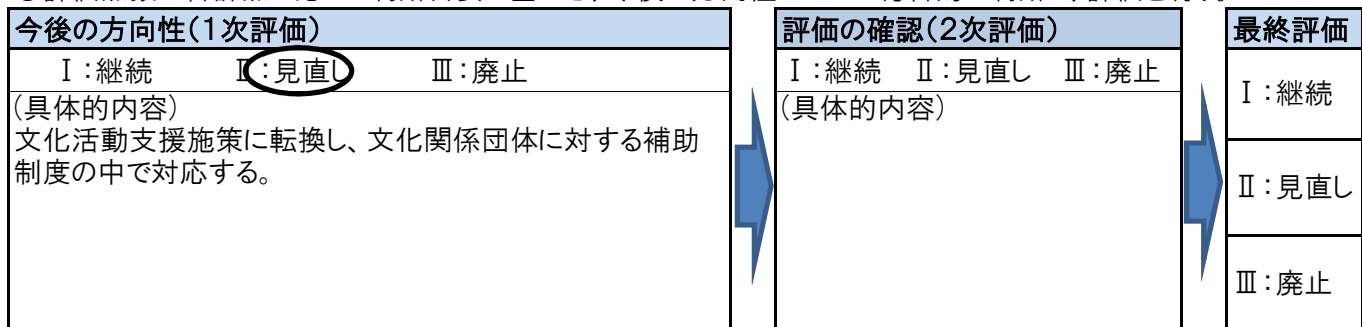 今後の方向性(1次評価)
Ⅰ:継続 Ⅱ:見直し Ⅲ:廃止
(具体的内容)
文化活動支援施策に転換し、文化関係団体に対する補助
制度の中で対応する。
評価の確認(2次評価)
Ⅰ:継続 Ⅱ:見直し Ⅲ:廃止
(具体的内容)
最終評価
Ⅰ:継続
Ⅱ:見直し
Ⅲ:廃止